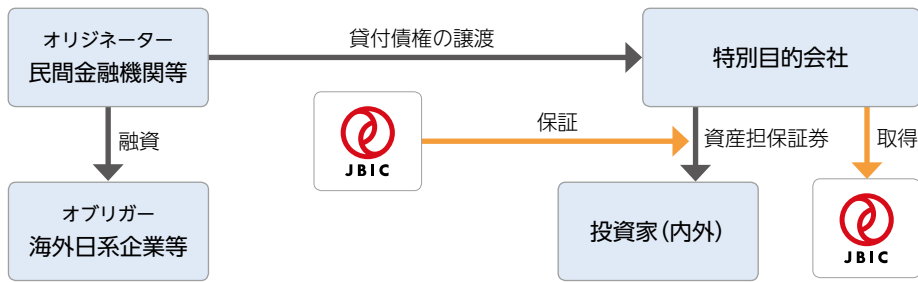 オリジネーター
民間金融機関等
貸付債権の譲渡
特別目的会社
融資
JBIC
保証
資産担保証券
取得
オブリガー
海外日系企業等
投資家（内外）
JBIC